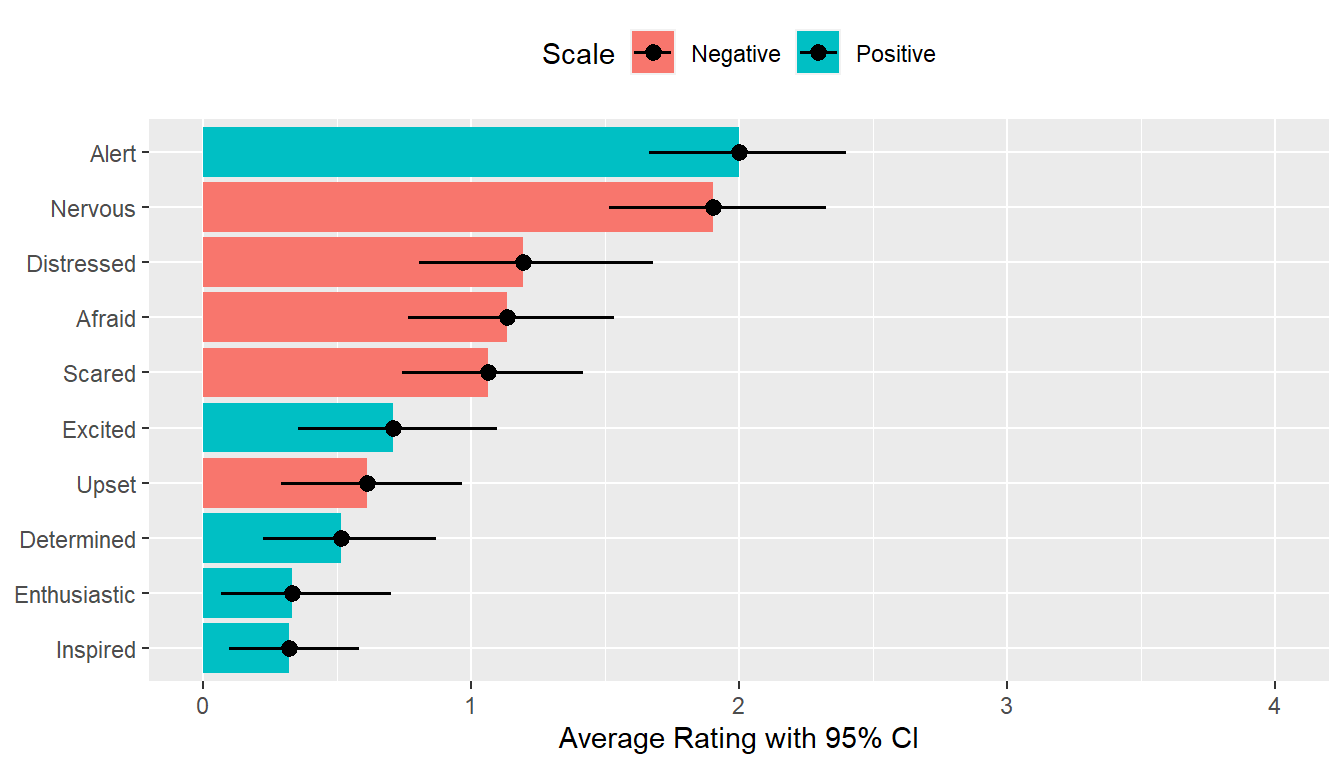 Scale Negative Positive
Alert
Nervous
Distressed
Afraid
Scared
Excited
Upset
Determined
Enthusiastic
Inspired
0 1 2 3 4
Average Rating with 95% CI